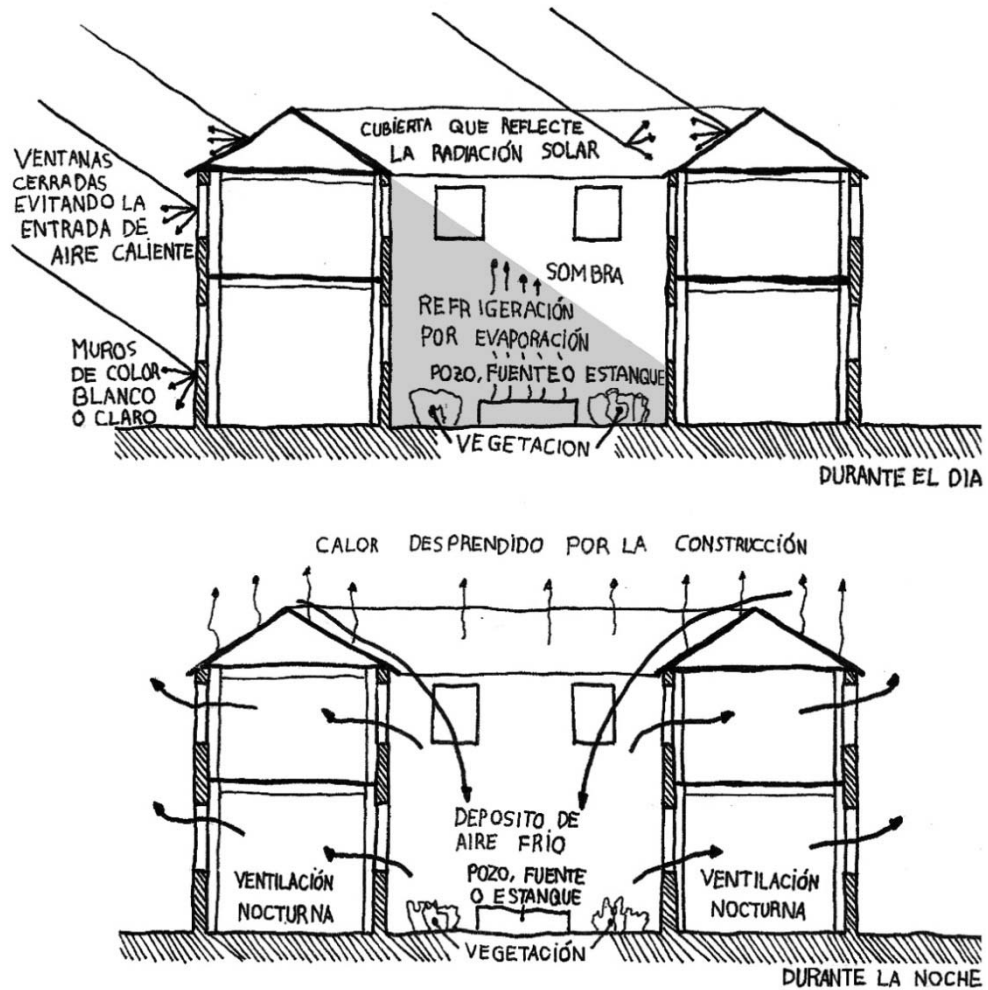 CUBIERTA QUE REFLECTE
LA RADIACIÓN SOLAR
VENTANAS
CERRADAS
EVITANDO LA
ENTRADA DE
AIRE CALIENTE
SOMBRA
REFRIGERACIÓN
POR EVAPORACIÓN
POZO, FUENTE O ESTANQUE
MUROS
DE COLOR
BLANCO
O CLARO
VEGETACION
DURANTE EL DIA
CALOR DESPRENDIDO POR LA CONSTRUCCIÓN
DEPOSITO DE
AIRE FRÍO
POZO, FUENTE
O ESTANQUE
VENTILACIÓN
NOCTURNA
VENTILACIÓN
NOCTURNA
VEGETACIÓN
DURANTE LA NOCHE